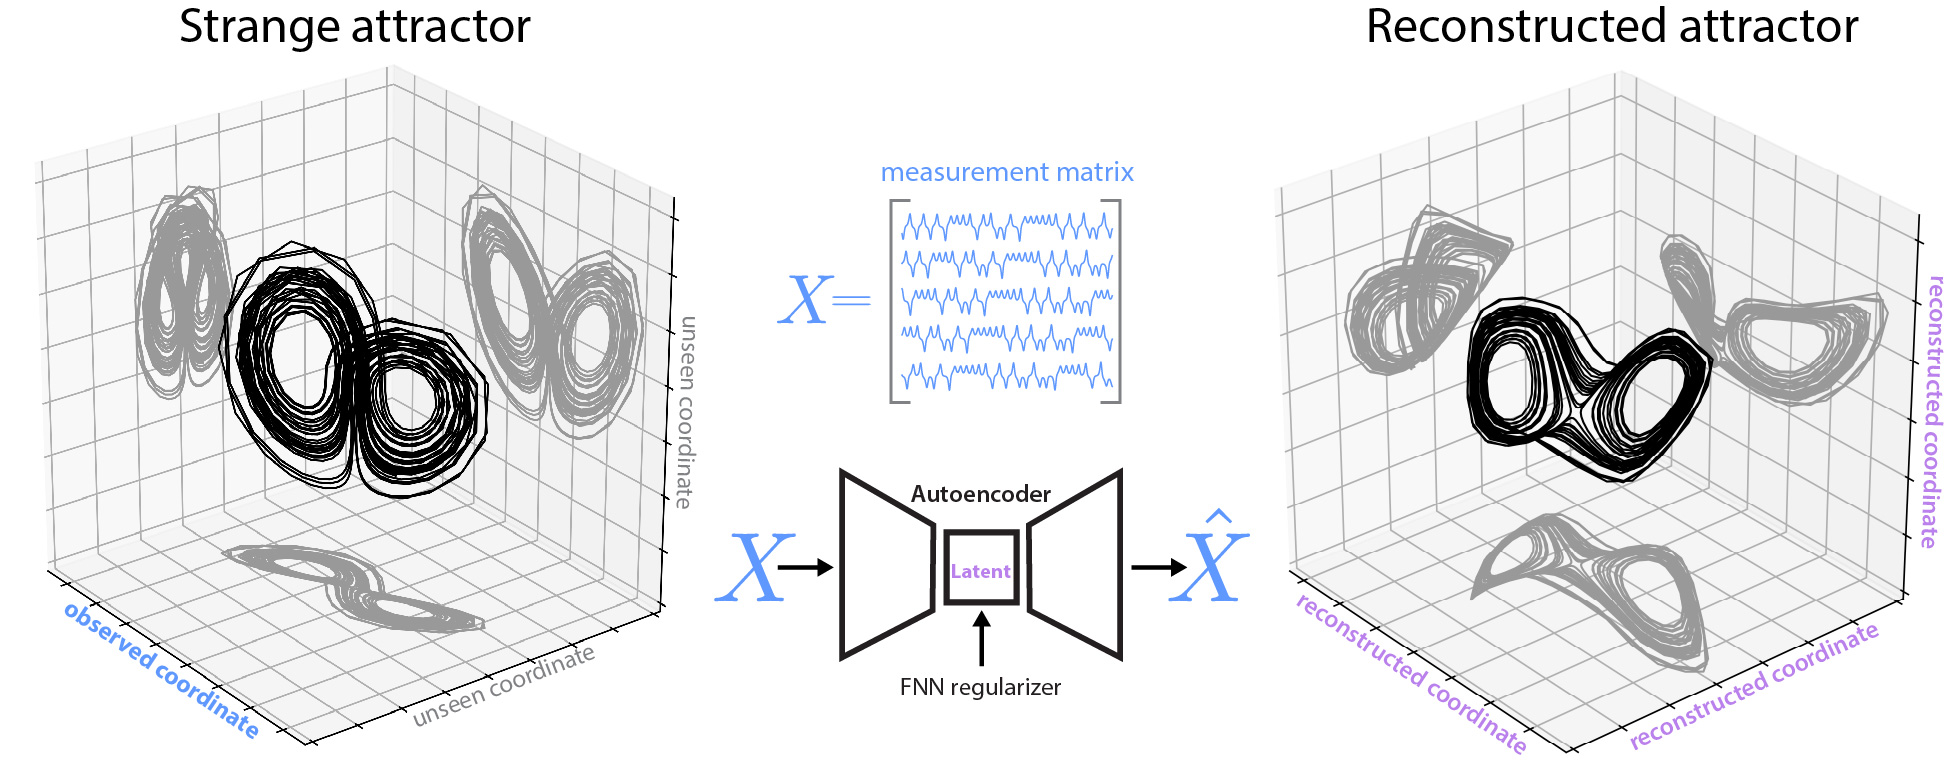 Strange attractor
Reconstructed attractor
measurement matrix
X=
unseen coordinate
observed coordinate
unseen coordinate
Autoencoder
X
Latent
X̂
FNN regularizer
reconstructed coordinate
reconstructed coordinate
reconstructed coordinate